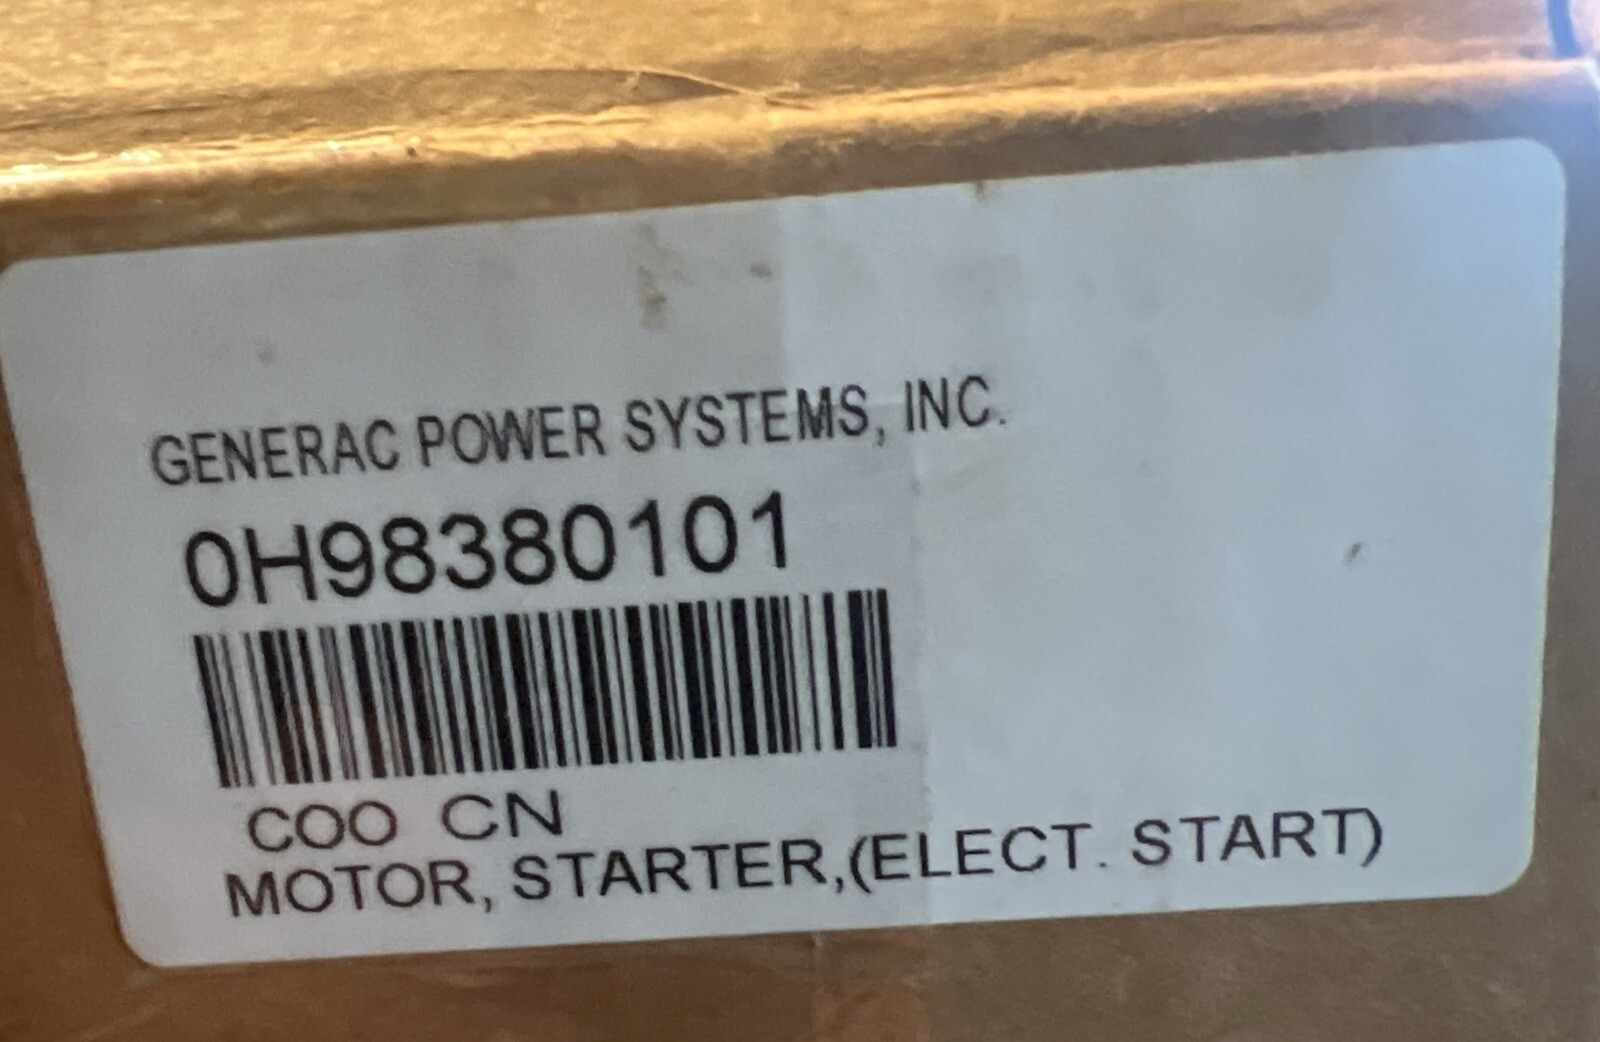 GENERAC POWER SYSTEMS, INC.
0H98380101
COO CN
MOTOR, STARTER,(ELECT. START)